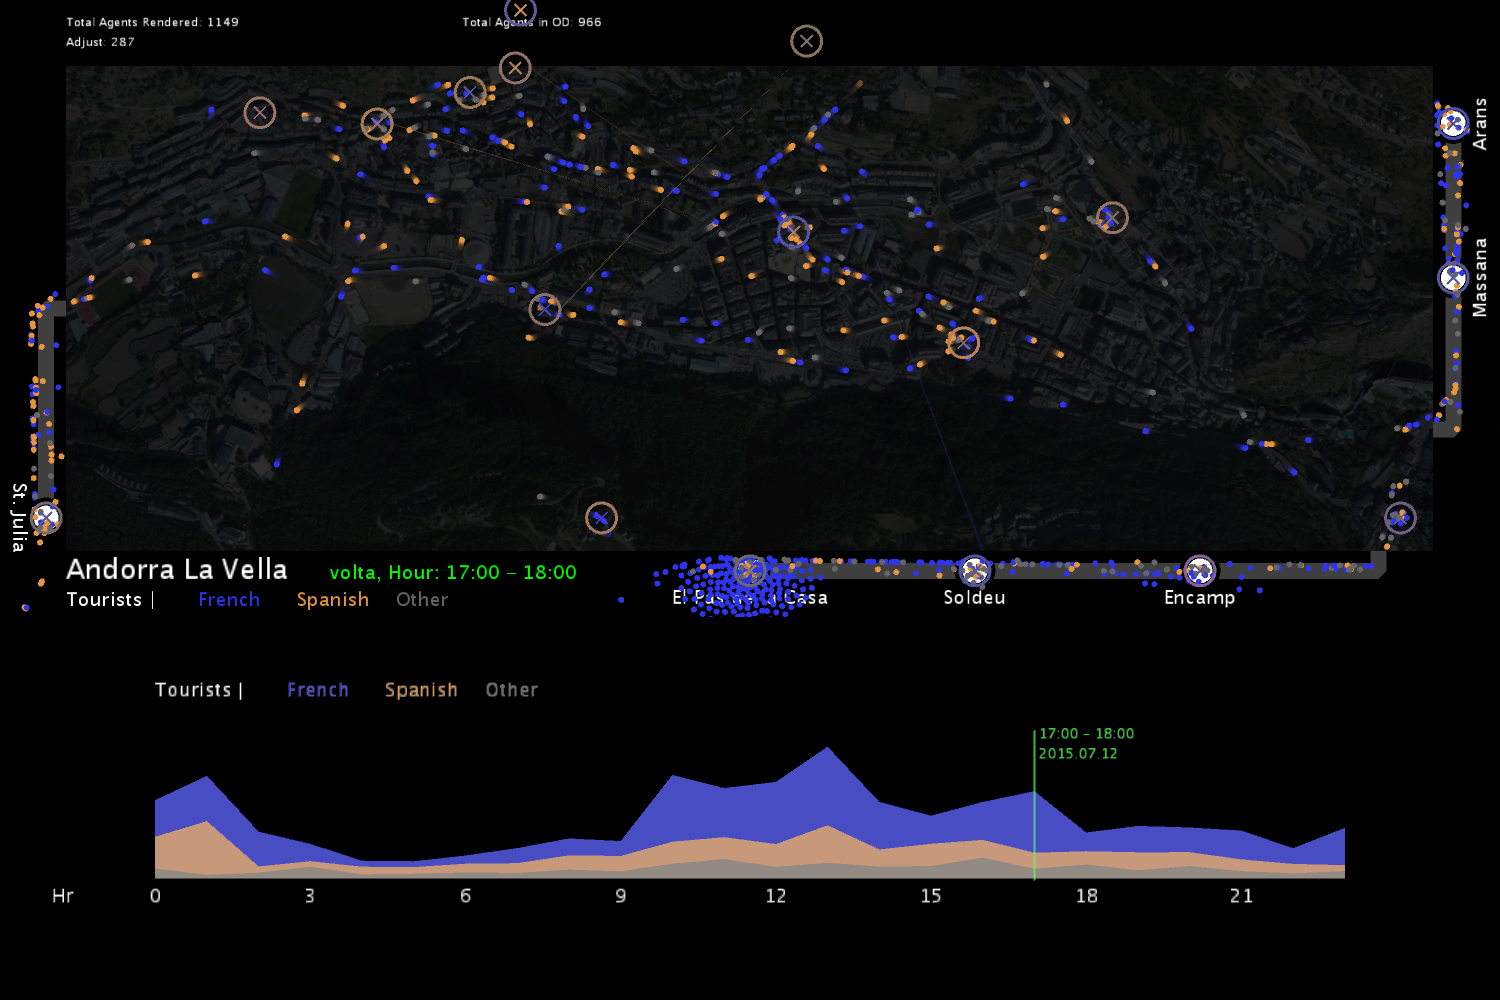 Total Agents Rendered: 1149
Total Agents in OD: 966
Adjust: 287
Arans
Massana
St. Julia
Andorra La Vella
volta, Hour: 17:00 – 18:00
Tourists | French Spanish Other
El Casa
Soldeu
Encamp
Tourists | French Spanish Other
17:00 – 18:00
2015.07.12
Hr 0 3 6 9 12 15 18 21